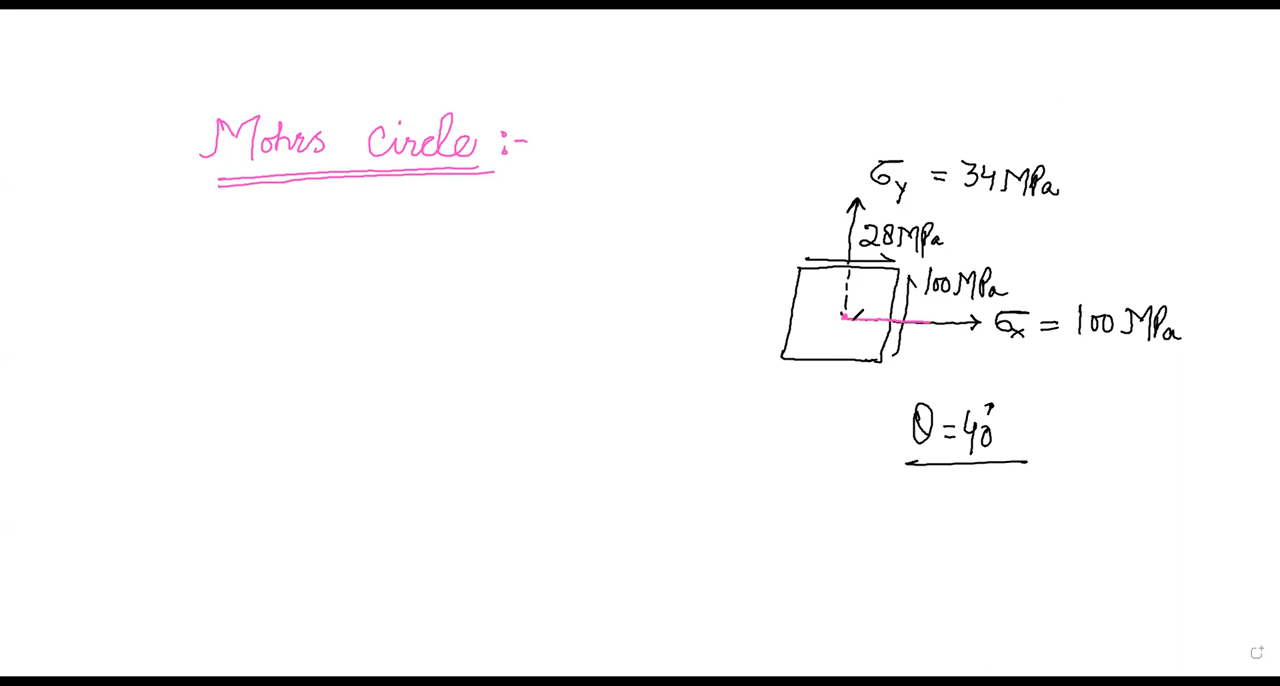 Mohrs Circle :-
σy = 34 MPa
28 MPa
100 MPa
σx = 100 MPa
θ = 40°